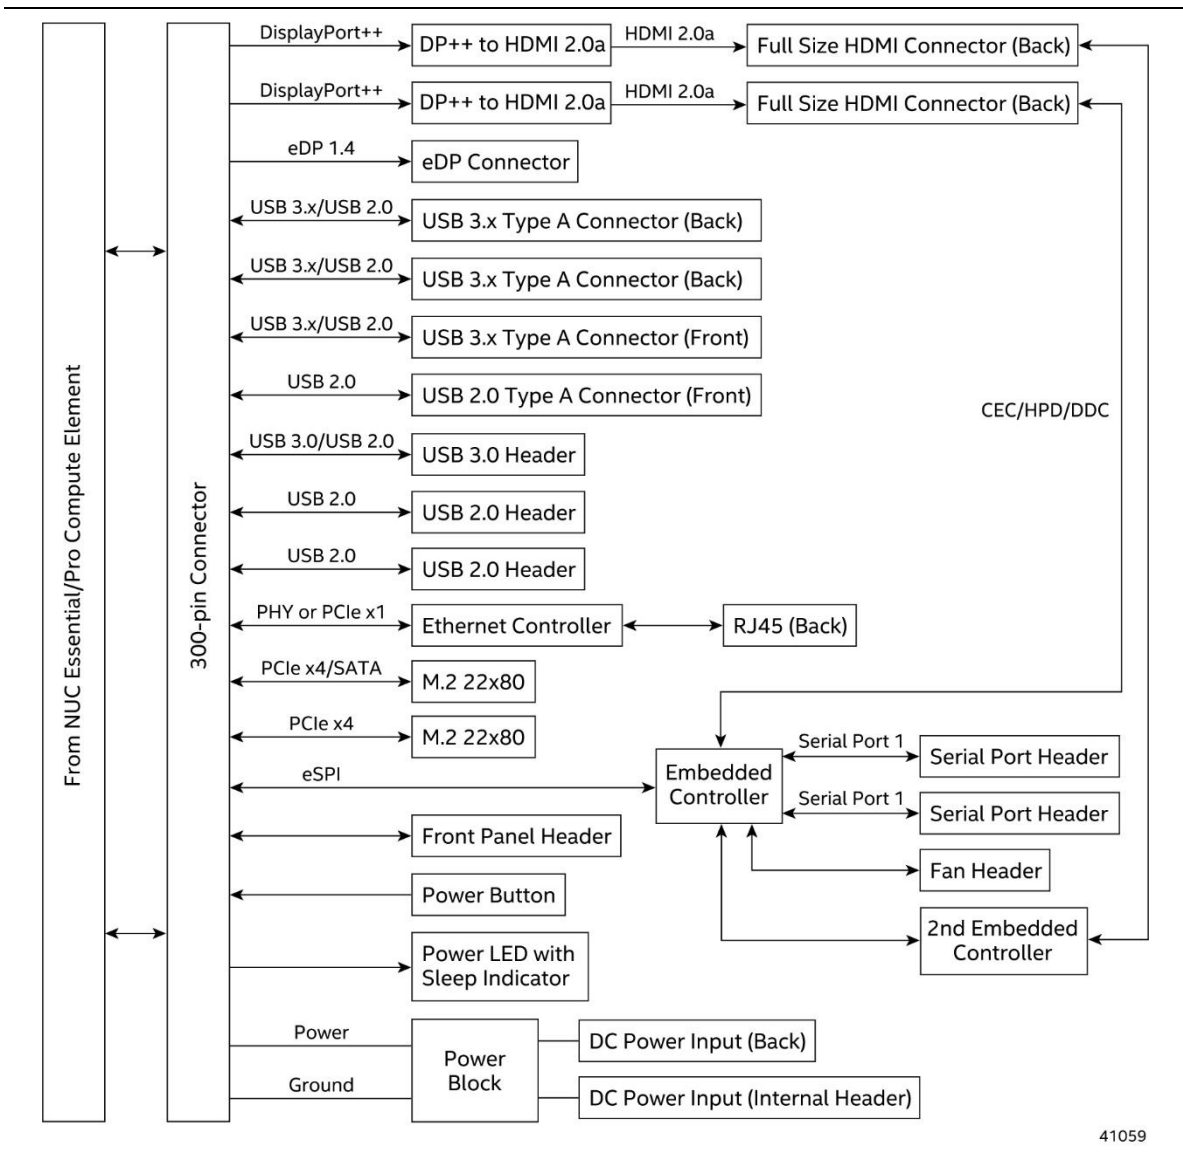 From NUC Essential/Pro Compute Element
300-pin Connector
DisplayPort++
DP++ to HDMI 2.0a
HDMI 2.0a
Full Size HDMI Connector (Back)
DisplayPort++
DP++ to HDMI 2.0a
HDMI 2.0a
Full Size HDMI Connector (Back)
eDP 1.4
eDP Connector
USB 3.x/USB 2.0
USB 3.x Type A Connector (Back)
USB 3.x/USB 2.0
USB 3.x Type A Connector (Back)
USB 3.x/USB 2.0
USB 3.x Type A Connector (Front)
USB 2.0
USB 2.0 Type A Connector (Front)
CEC/HPD/DDC
USB 3.0/USB 2.0
USB 3.0 Header
USB 2.0
USB 2.0 Header
USB 2.0
USB 2.0 Header
PHY or PCIe x1
Ethernet Controller
RJ45 (Back)
PCIe x4/SATA
M.2 22x80
PCIe x4
M.2 22x80
eSPI
Embedded
Controller
Serial Port 1
Serial Port Header
Serial Port 1
Serial Port Header
Front Panel Header
Fan Header
Power Button
2nd Embedded
Controller
Power LED with
Sleep Indicator
Power
Ground
Power
Block
DC Power Input (Back)
DC Power Input (Internal Header)
41059